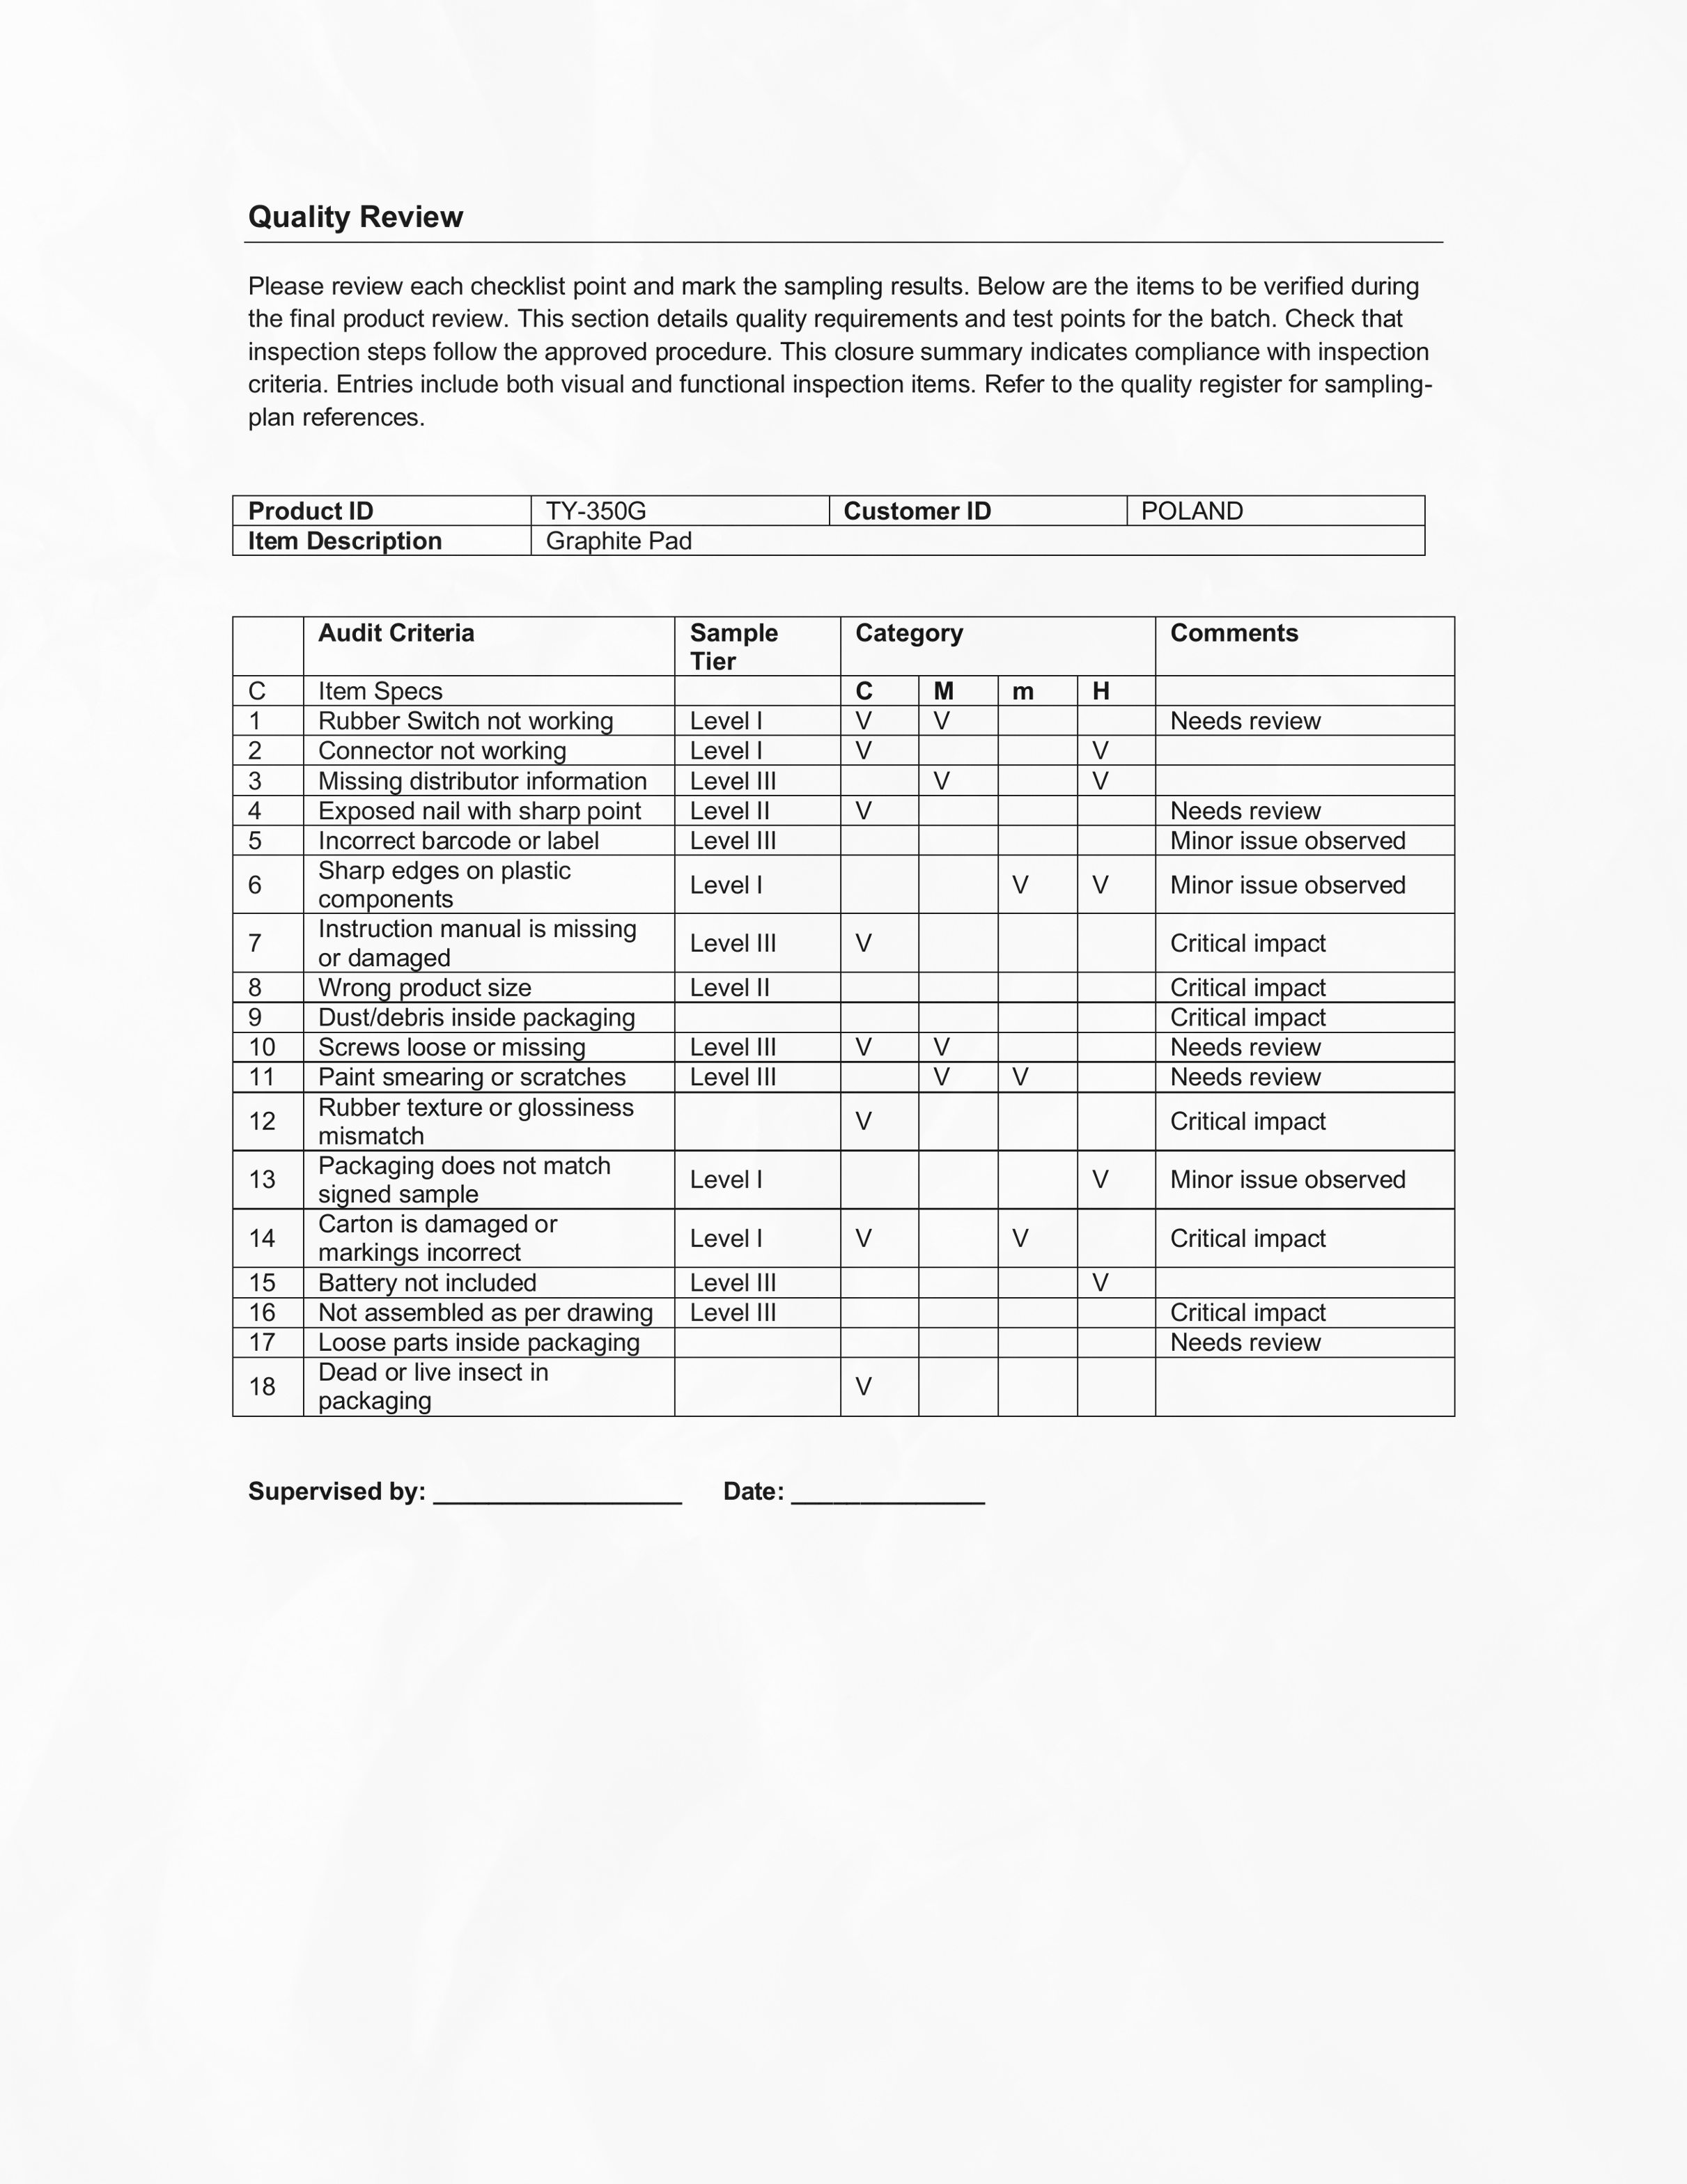 Quality Review
Please review each checklist point and mark the sampling results. Below are the items to be verified during
the final product review. This section details quality requirements and test points for the batch. Check that
inspection steps follow the approved procedure. This closure summary indicates compliance with inspection
criteria. Entries include both visual and functional inspection items. Refer to the quality register for sampling-
plan references.
Product ID TY-350G Customer ID POLAND
Item Description Graphite Pad
Audit Criteria Sample Tier Category Comments
C Item Specs C M m H
1 Rubber Switch not working Level I V V Needs review
2 Connector not working Level I V V
3 Missing distributor information Level III V V
4 Exposed nail with sharp point Level II V Needs review
5 Incorrect barcode or label Level III Minor issue observed
6 Sharp edges on plastic components Level I V V Minor issue observed
7 Instruction manual is missing or damaged Level III V Critical impact
8 Wrong product size Level II Critical impact
9 Dust/debris inside packaging Critical impact
10 Screws loose or missing Level III V V Needs review
11 Paint smearing or scratches Level III V V Needs review
12 Rubber texture or glossiness mismatch V Critical impact
13 Packaging does not match signed sample Level I V Minor issue observed
14 Carton is damaged or markings incorrect Level I V V Critical impact
15 Battery not included Level III V
16 Not assembled as per drawing Level III Critical impact
17 Loose parts inside packaging Needs review
18 Dead or live insect in packaging V
Supervised by: __________________ Date: ______________